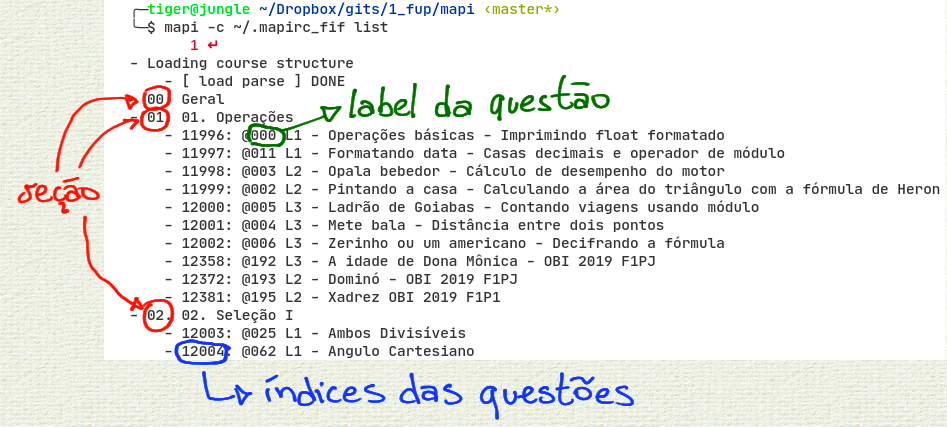 ╭─tiger@jungle ~/Dropbox/gits/1_fup/mapi ‹master*›
╰─$ mapi -c ~/.mapirc_fif list
1 ↵
- Loading course structure
- [ load parse ] DONE
- 00. Geral
- 01. 01. Operações
label da questão
- 11996: @000 L1 - Operações básicas - Imprimindo float formatado
- 11997: @011 L1 - Formatando data - Casas decimais e operador de módulo
- 11998: @003 L2 - Opala bebedor - Cálculo de desempenho do motor
- 11999: @002 L2 - Pintando a casa - Calculando a área do triângulo com a fórmula de Heron
seção
- 12000: @005 L3 - Ladrão de Goiabas - Contando viagens usando módulo
- 12001: @004 L3 - Mete bala - Distância entre dois pontos
- 12002: @006 L3 - Zerinho ou um americano - Decifrando a fórmula
- 12358: @192 L3 - A idade de Dona Mônica - OBI 2019 F1PJ
- 12372: @193 L2 - Dominó - OBI 2019 F1PJ
- 12381: @195 L2 - Xadrez OBI 2019 F1P1
- 02. 02. Seleção I
- 12003: @025 L1 - Ambos Divisíveis
- 12004: @062 L1 - Angulo Cartesiano
índices das questões